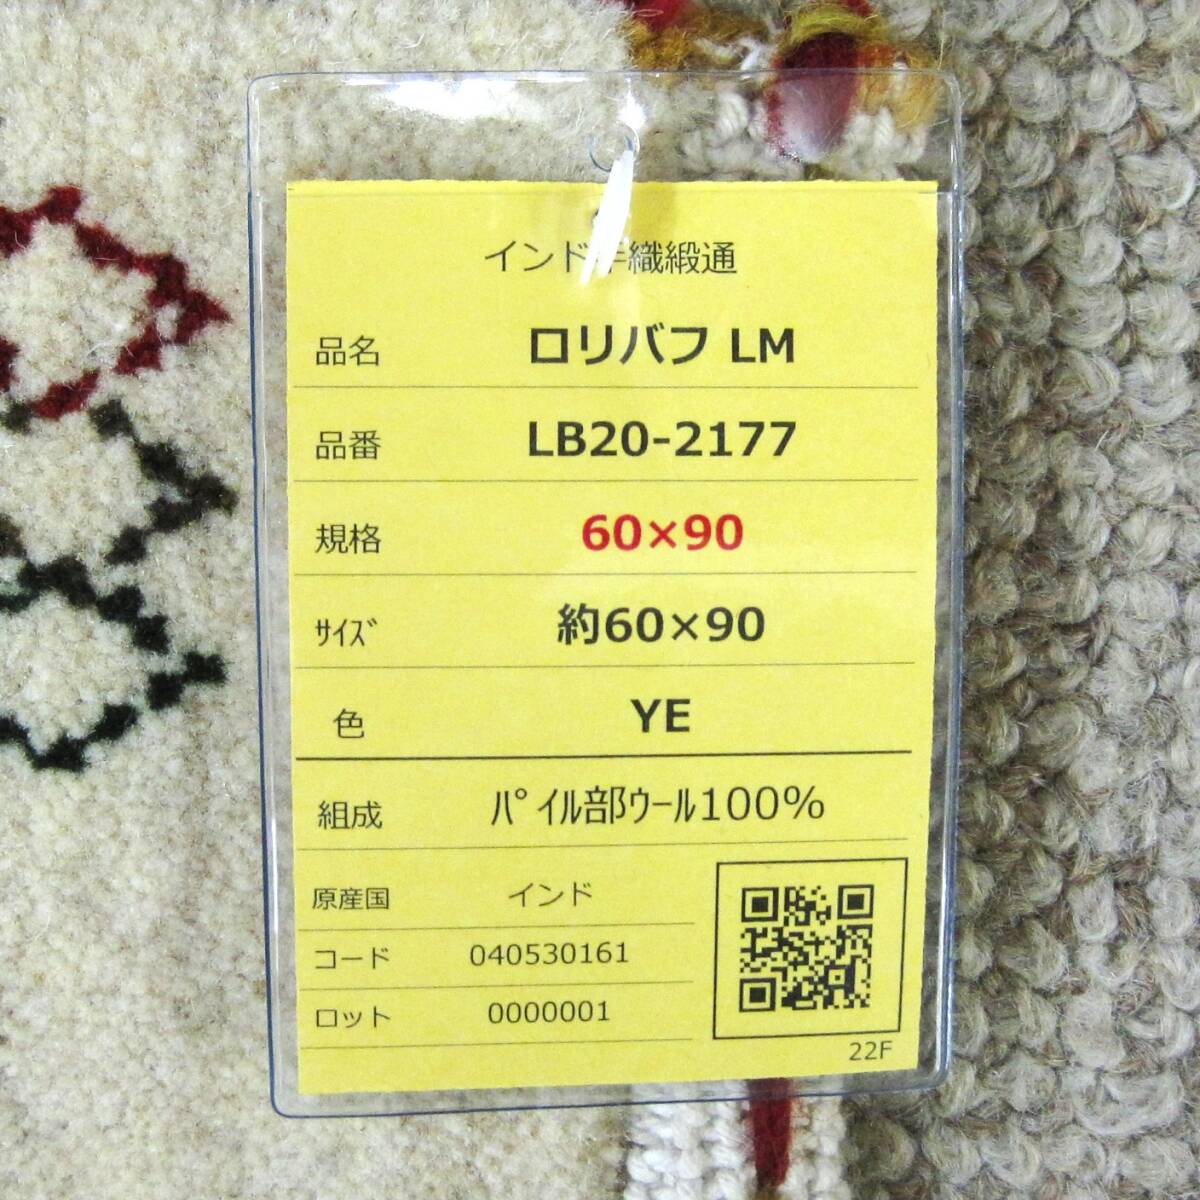 インド手織緞通
品名 ロリバフ LM
品番 LB20-2177
規格 60×90
ｻｲｽﾞ 約60×90
色 YE
組成 ﾊﾟｲﾙ部ｳｰﾙ100%
原産国 インド
コード 040530161
ロット 0000001
22F